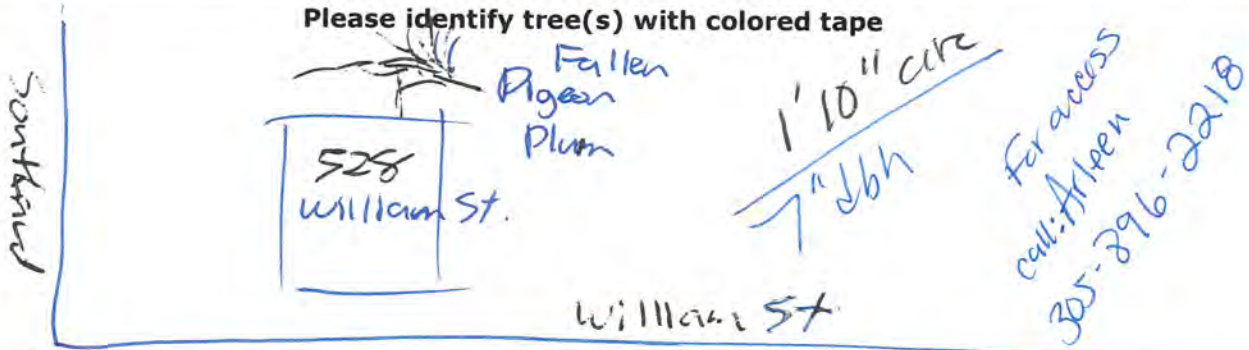 Please identify tree(s) with colored tape
Fallen
Pigeon
Plum
528
William St.
1'10" circ
7" dbh
For access
call: Arleen
305-896-2218
Southard
William St